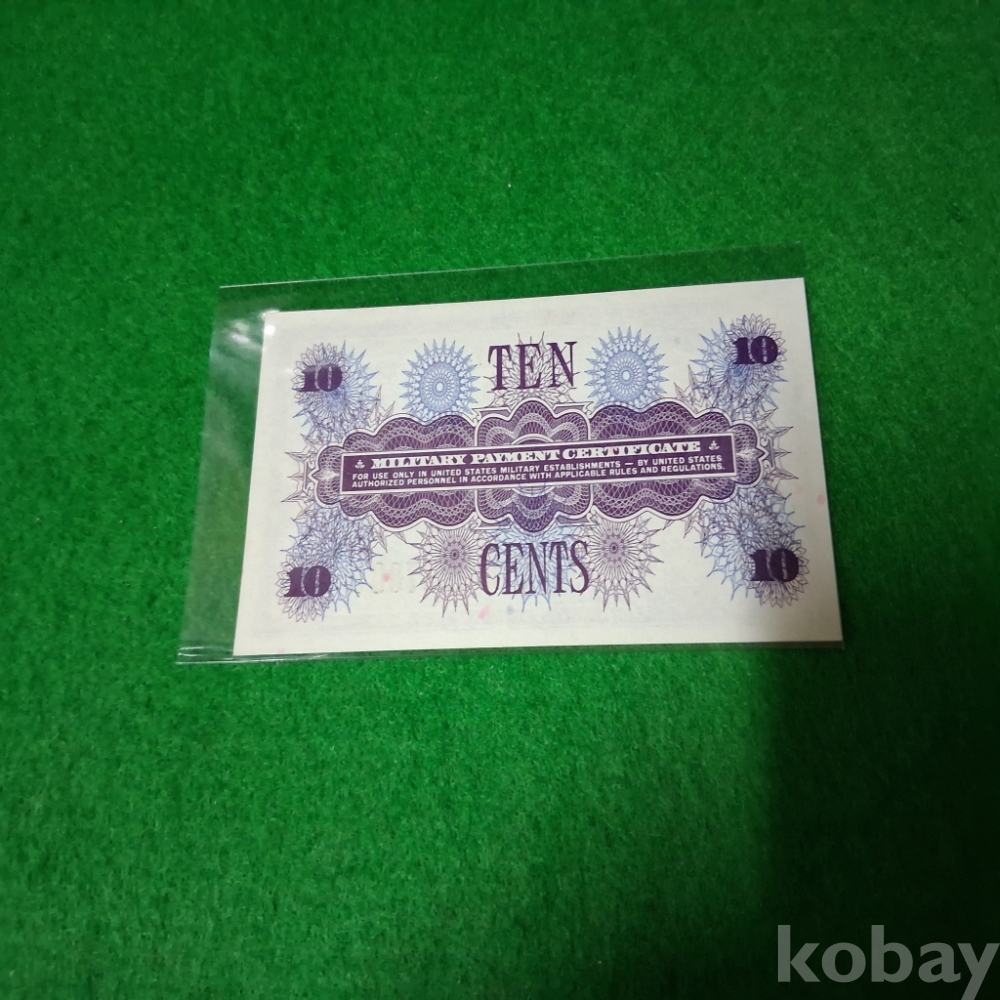 TEN
10
10
MILITARY PAYMENT CERTIFICATE
FOR USE ONLY IN UNITED STATES MILITARY ESTABLISHMENTS — BY UNITED STATES
AUTHORIZED PERSONNEL IN ACCORDANCE WITH APPLICABLE RULES AND REGULATIONS.
10
CENTS
10
kobay